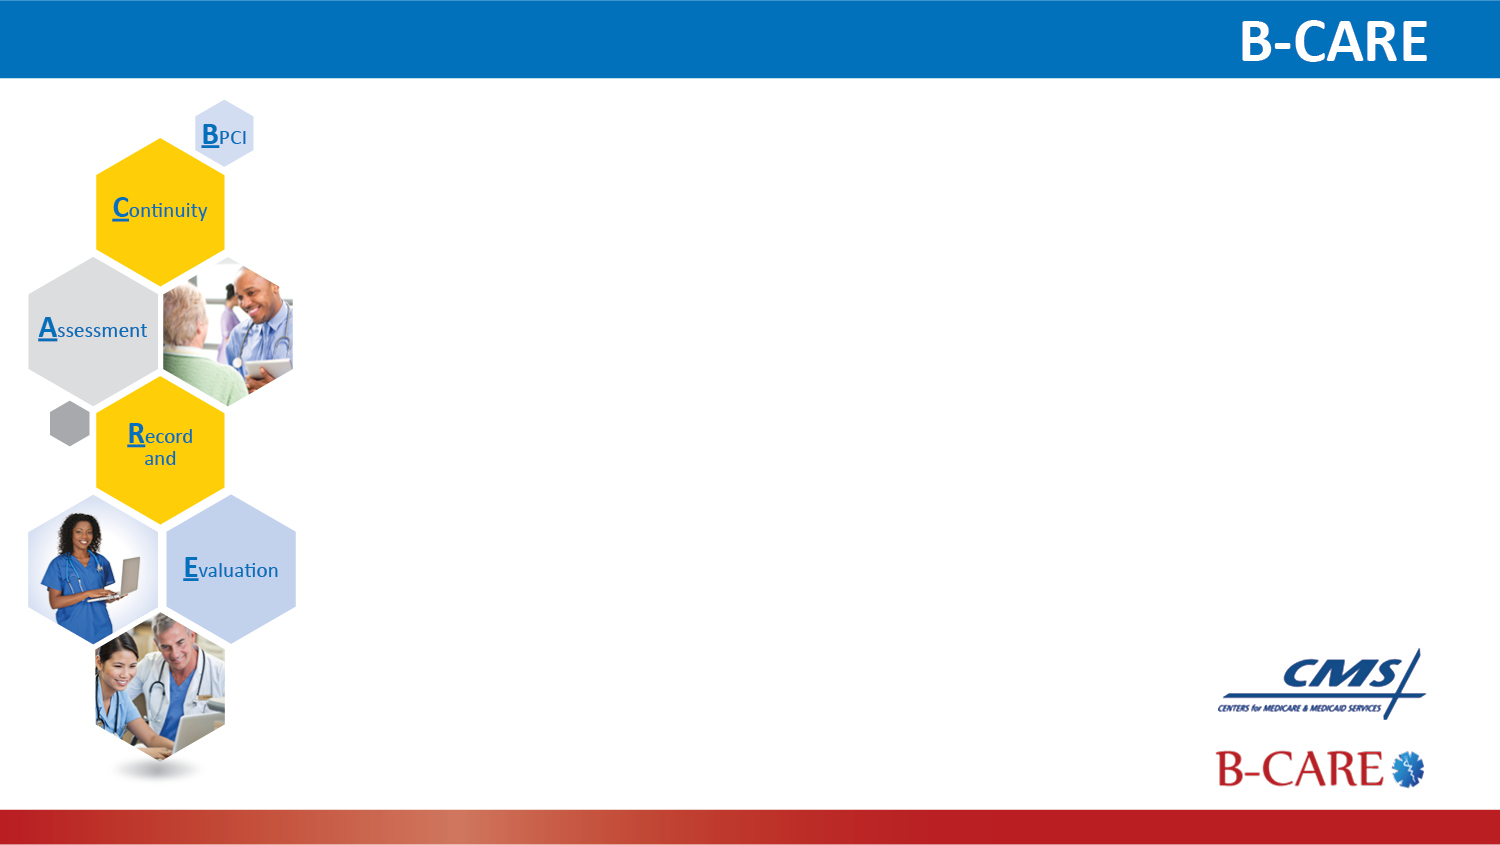 B-CARE
BPCI
Continuity
Assessment
Record
and
Evaluation
CMS
CENTERS for MEDICARE & MEDICAID SERVICES
B-CARE